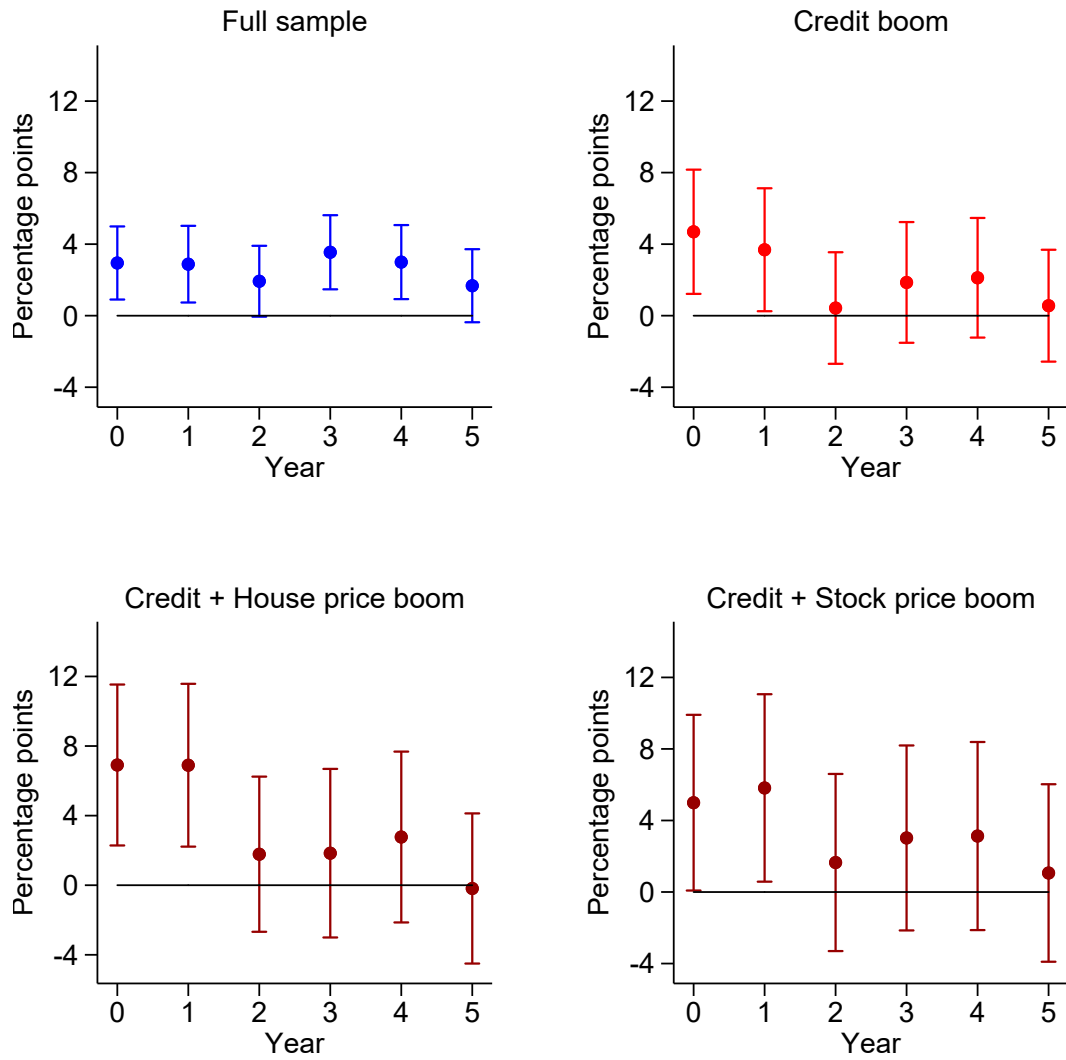 Full sample
Percentage points
12
8
4
0
-4
0 1 2 3 4 5
Year
Credit boom
Percentage points
12
8
4
0
-4
0 1 2 3 4 5
Year
Credit + House price boom
Percentage points
12
8
4
0
-4
0 1 2 3 4 5
Year
Credit + Stock price boom
Percentage points
12
8
4
0
-4
0 1 2 3 4 5
Year